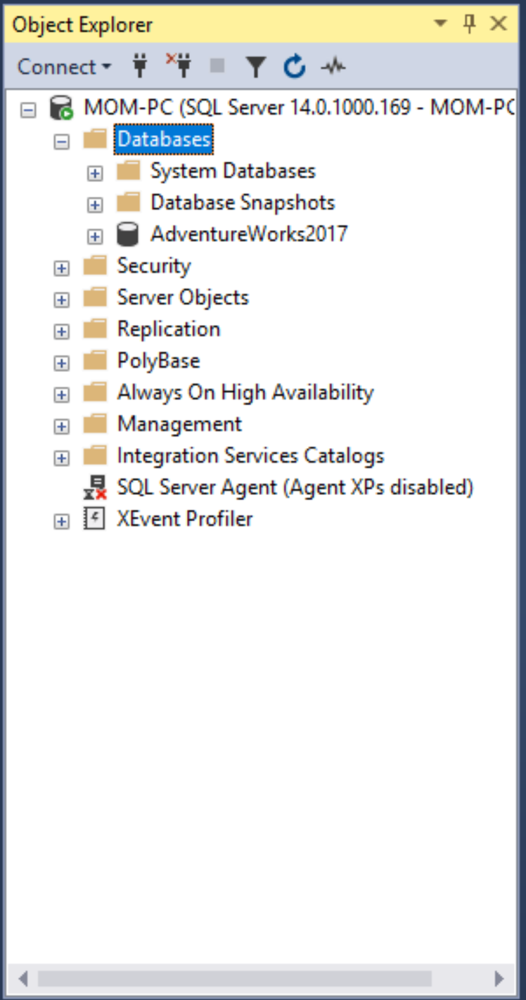 Object Explorer
Connect
MOM-PC (SQL Server 14.0.1000.169 - MOM-PC
Databases
System Databases
Database Snapshots
AdventureWorks2017
Security
Server Objects
Replication
PolyBase
Always On High Availability
Management
Integration Services Catalogs
SQL Server Agent (Agent XPs disabled)
XEvent Profiler